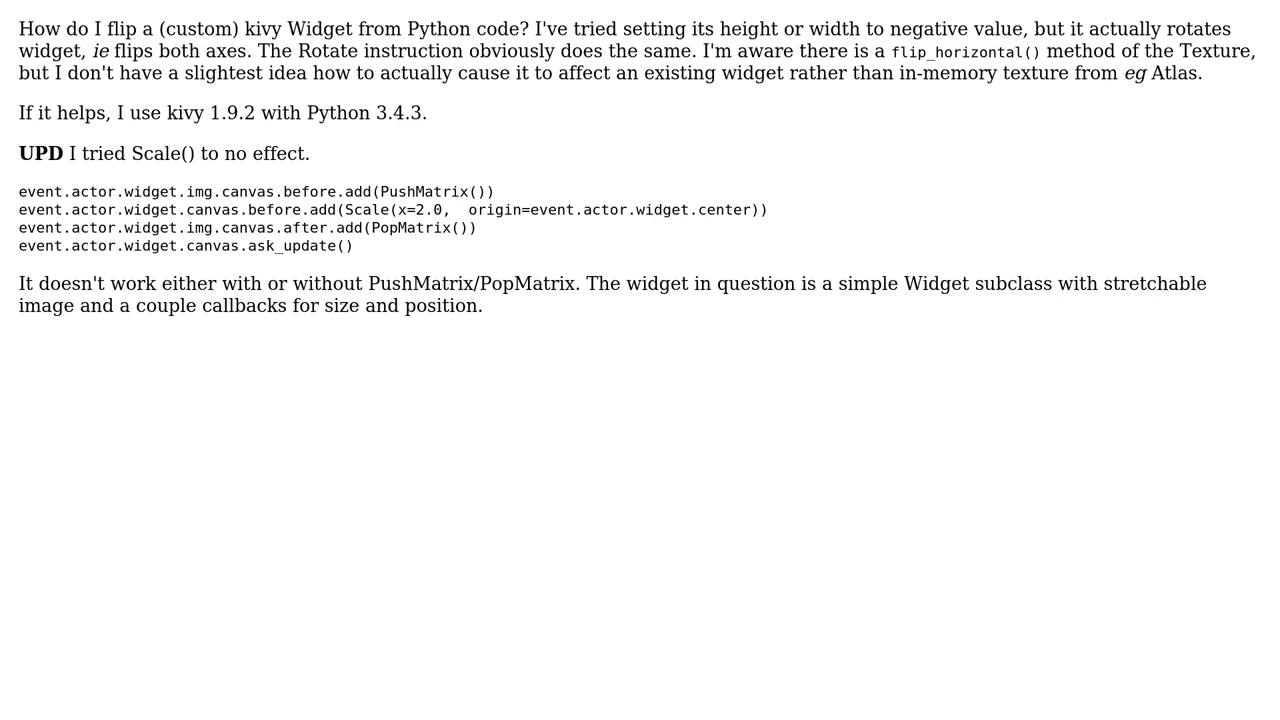 How do I flip a (custom) kivy Widget from Python code? I've tried setting its height or width to negative value, but it actually rotates
widget, ie flips both axes. The Rotate instruction obviously does the same. I'm aware there is a flip_horizontal() method of the Texture,
but I don't have a slightest idea how to actually cause it to affect an existing widget rather than in-memory texture from eg Atlas.
If it helps, I use kivy 1.9.2 with Python 3.4.3.
UPD I tried Scale() to no effect.
event.actor.widget.img.canvas.before.add(PushMatrix())
event.actor.widget.canvas.before.add(Scale(x=2.0,  origin=event.actor.widget.center))
event.actor.widget.img.canvas.after.add(PopMatrix())
event.actor.widget.canvas.ask_update()
It doesn't work either with or without PushMatrix/PopMatrix. The widget in question is a simple Widget subclass with stretchable
image and a couple callbacks for size and position.